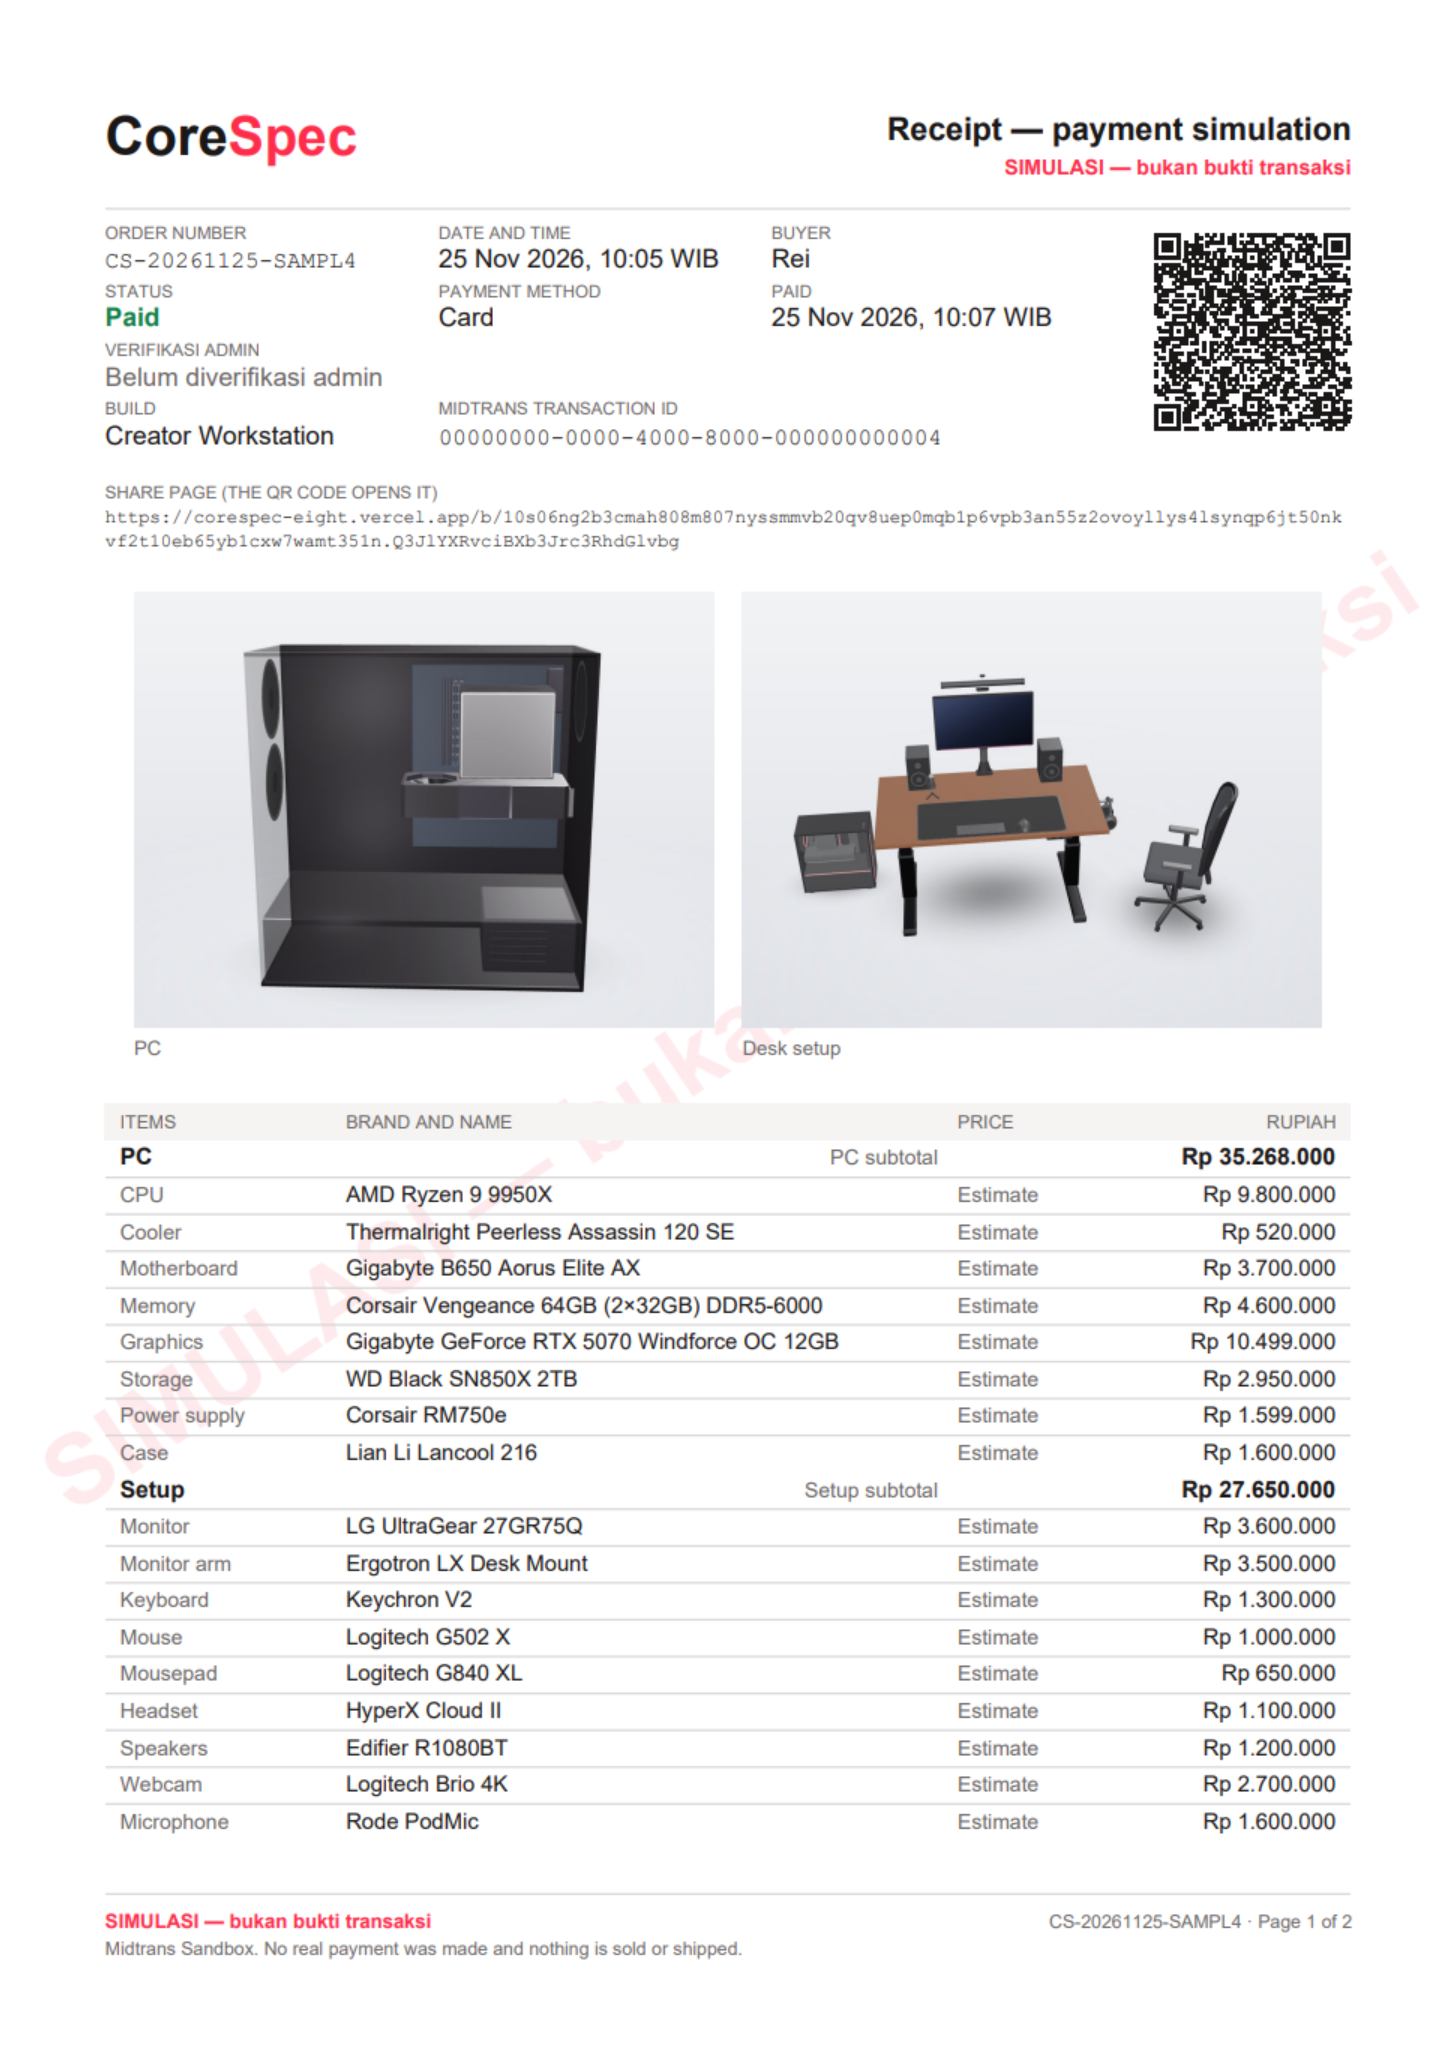 CoreSpec
Receipt — payment simulation
SIMULASI — bukan bukti transaksi
ORDER NUMBER
CS-20261125-SAMPL4
DATE AND TIME
25 Nov 2026, 10:05 WIB
BUYER
Rei
STATUS
Paid
PAYMENT METHOD
Card
PAID
25 Nov 2026, 10:07 WIB
VERIFIKASI ADMIN
Belum diverifikasi admin
BUILD
Creator Workstation
MIDTRANS TRANSACTION ID
00000000-0000-4000-8000-000000000004
SHARE PAGE (THE QR CODE OPENS IT)
https://corespec-eight.vercel.app/b/10s06ng2b3cmah808m807nyssmmvb20qv8uep0mqb1p6vpb3an55z2ovoyllys4lsynqp6jt50nk
vf2t10eb65yb1cxw7wamt351n.Q3JlYXRvciBXb3Jrc3RhdGlvbg
PC
Desk setup
ITEMS BRAND AND NAME PRICE RUPIAH
PC PC subtotal Rp 35.268.000
CPU AMD Ryzen 9 9950X Estimate Rp 9.800.000
Cooler Thermalright Peerless Assassin 120 SE Estimate Rp 520.000
Motherboard Gigabyte B650 Aorus Elite AX Estimate Rp 3.700.000
Memory Corsair Vengeance 64GB (2×32GB) DDR5-6000 Estimate Rp 4.600.000
Graphics Gigabyte GeForce RTX 5070 Windforce OC 12GB Estimate Rp 10.499.000
Storage WD Black SN850X 2TB Estimate Rp 2.950.000
Power supply Corsair RM750e Estimate Rp 1.599.000
Case Lian Li Lancool 216 Estimate Rp 1.600.000
Setup Setup subtotal Rp 27.650.000
Monitor LG UltraGear 27GR75Q Estimate Rp 3.600.000
Monitor arm Ergotron LX Desk Mount Estimate Rp 3.500.000
Keyboard Keychron V2 Estimate Rp 1.300.000
Mouse Logitech G502 X Estimate Rp 1.000.000
Mousepad Logitech G840 XL Estimate Rp 650.000
Headset HyperX Cloud II Estimate Rp 1.100.000
Speakers Edifier R1080BT Estimate Rp 1.200.000
Webcam Logitech Brio 4K Estimate Rp 2.700.000
Microphone Rode PodMic Estimate Rp 1.600.000
SIMULASI — bukan bukti transaksi
CS-20261125-SAMPL4 · Page 1 of 2
Midtrans Sandbox. No real payment was made and nothing is sold or shipped.